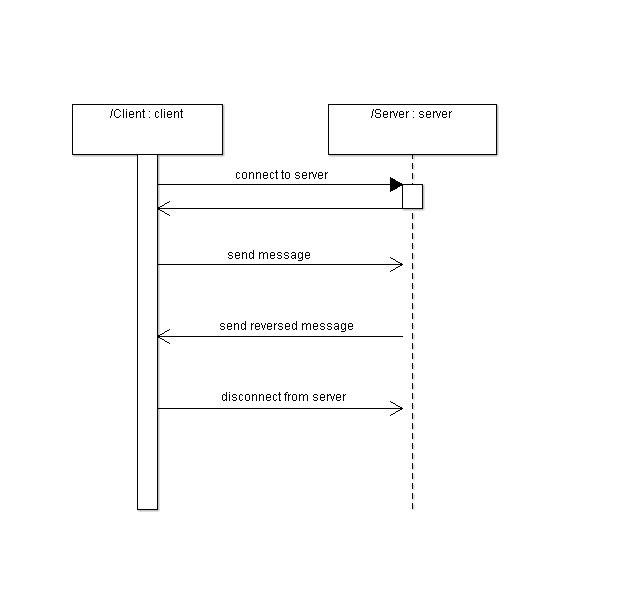 /Client : client
/Server : server
connect to server
send message
send reversed message
disconnect from server